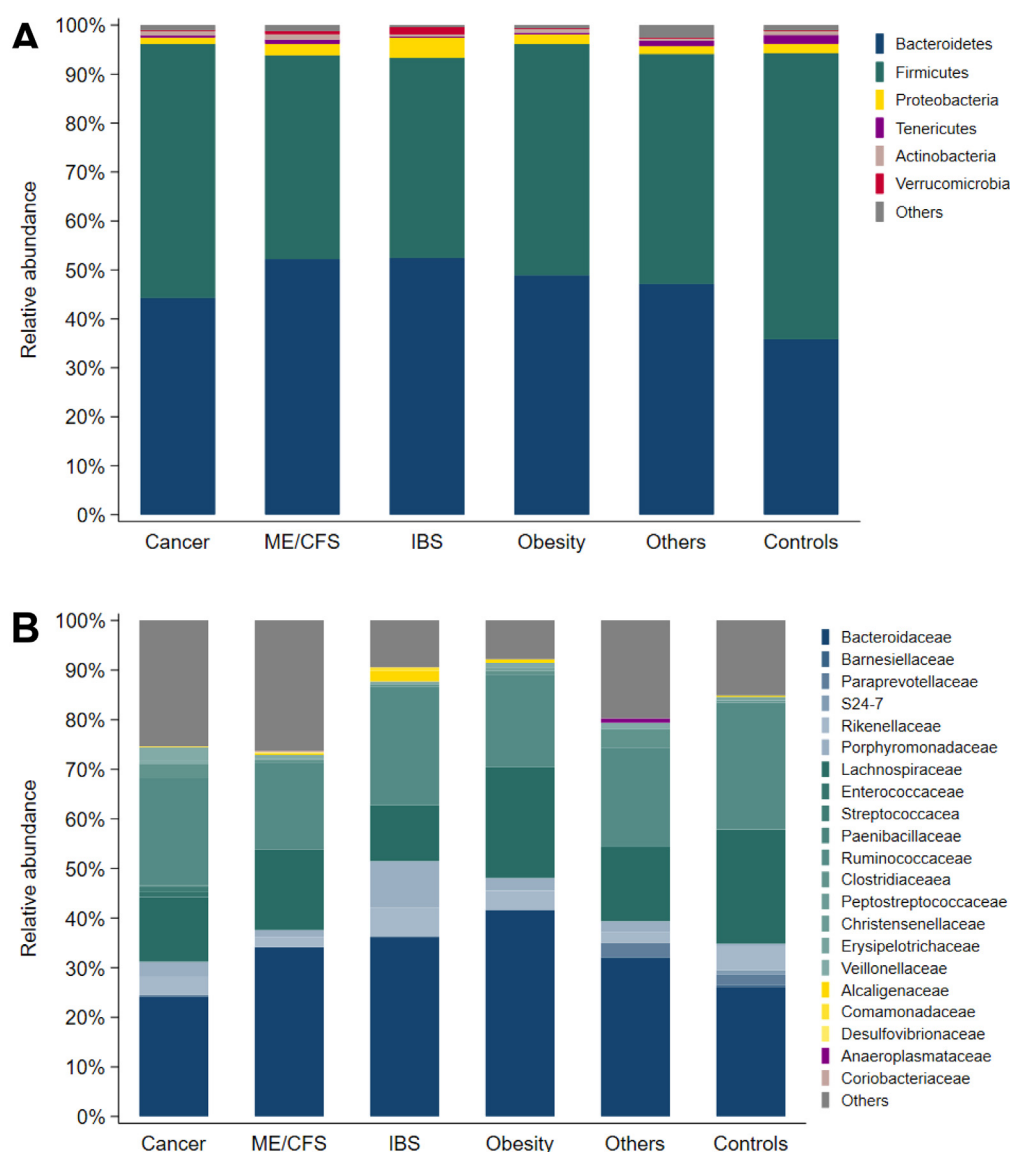 A
100%
90%
80%
70%
60%
50%
40%
30%
20%
10%
0%
Relative abundance
Cancer ME/CFS IBS Obesity Others Controls
Bacteroidetes
Firmicutes
Proteobacteria
Tenericutes
Actinobacteria
Verrucomicrobia
Others
B
100%
90%
80%
70%
60%
50%
40%
30%
20%
10%
0%
Relative abundance
Cancer ME/CFS IBS Obesity Others Controls
Bacteroidaceae
Barnesiellaceae
Paraprevotellaceae
S24-7
Rikenellaceae
Porphyromonadaceae
Lachnospiraceae
Enterococcaceae
Streptococcacea
Paenibacillaceae
Ruminococcaceae
Clostridiaceaea
Peptostreptococcaceae
Christensenellaceae
Erysipelotrichaceae
Veillonellaceae
Alcaligenaceae
Comamonadaceae
Desulfovibrionaceae
Anaeroplasmataceae
Coriobacteriaceae
Others